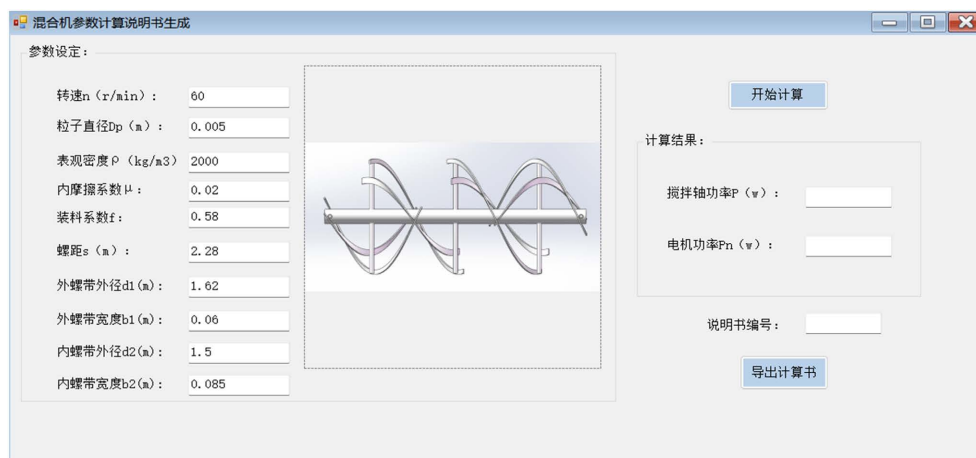 混合机参数计算说明书生成
参数设定：
转速n（r/min）： 60
粒子直径Dp（m）： 0.005
表观密度ρ（kg/m3） 2000
内摩擦系数μ： 0.02
装料系数f： 0.58
螺距s（m）： 2.28
外螺带外径d1(m)： 1.62
外螺带宽度b1(m)： 0.06
内螺带外径d2(m)： 1.5
内螺带宽度b2(m)： 0.085
开始计算
计算结果：
搅拌轴功率P（w）：
电机功率Pn（w）：
说明书编号：
导出计算书